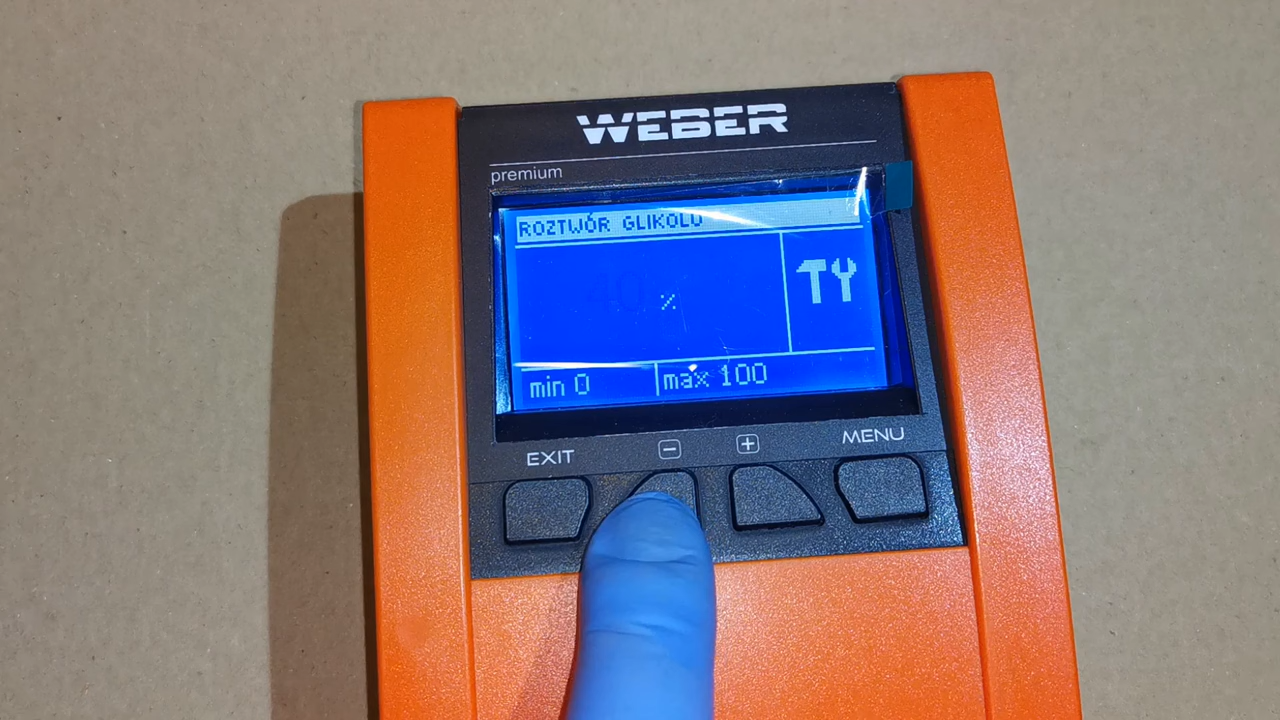 WEBER
premium
ROZTWÓR GLIKOLU
%
min 0
max 100
EXIT
-
+
MENU